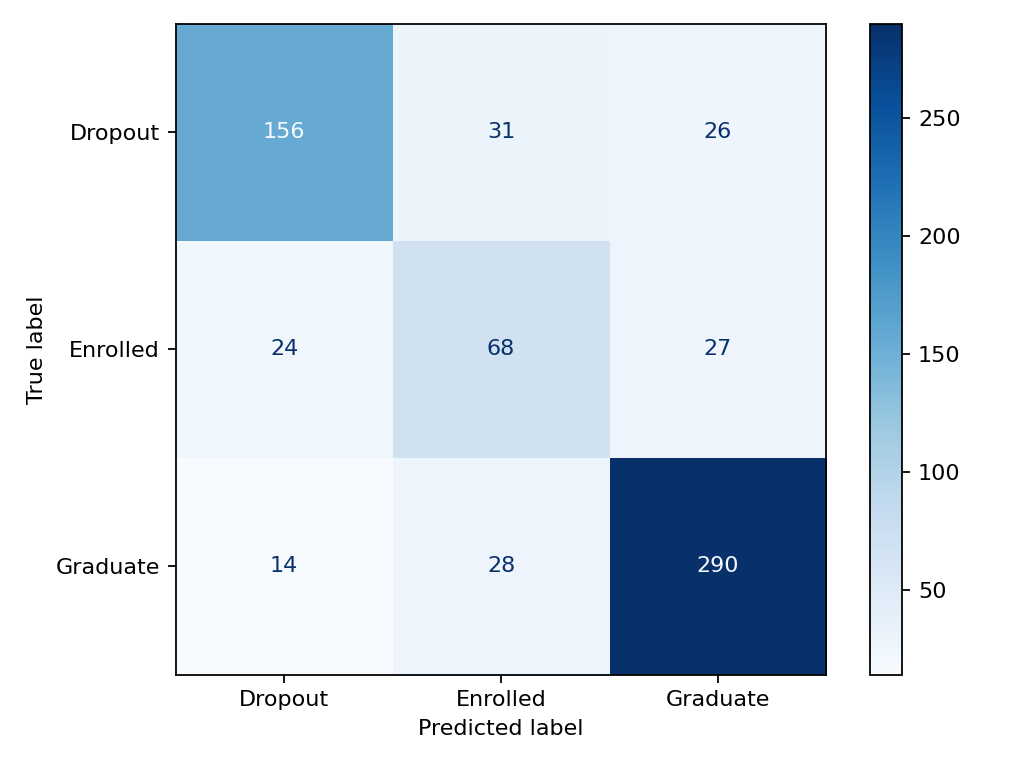 Dropout 156 31 26
Enrolled 24 68 27
Graduate 14 28 290
Dropout Enrolled Graduate
Predicted label
True label
250
200
150
100
50